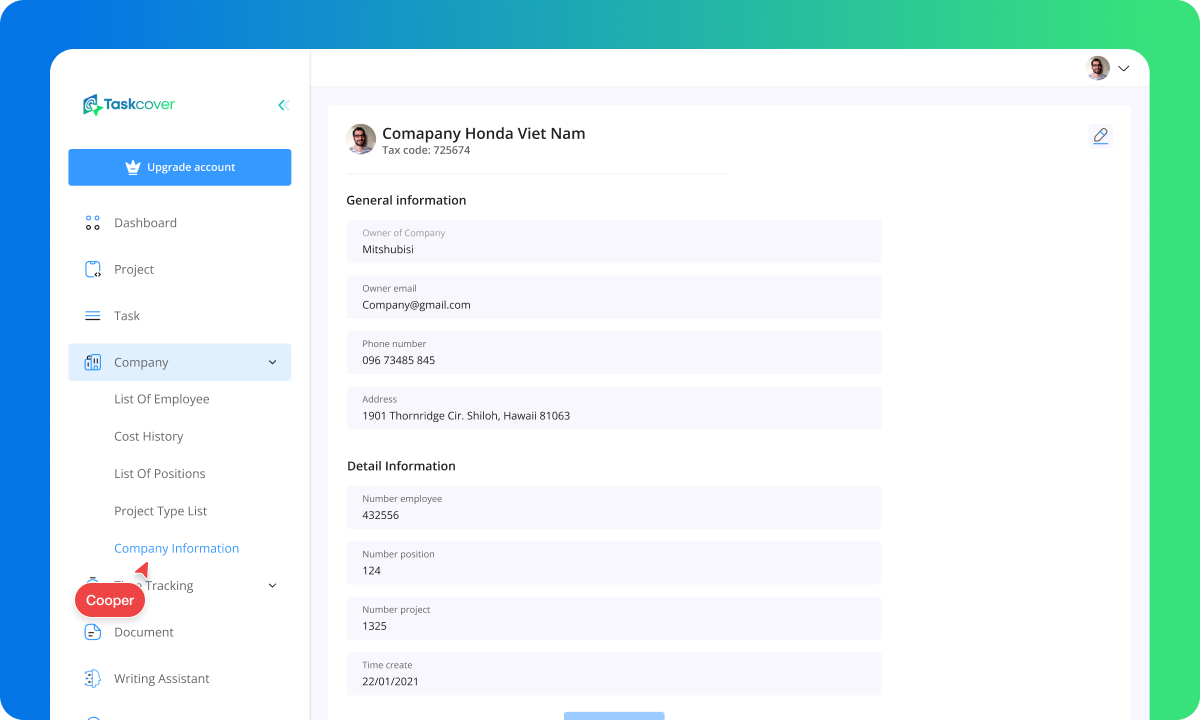 Taskcover
Upgrade account
Dashboard
Project
Task
Company
List Of Employee
Cost History
List Of Positions
Project Type List
Company Information
Time Tracking
Cooper
Document
Writing Assistant
Comapany Honda Viet Nam
Tax code: 725674
General information
Owner of Company
Mitshubisi
Owner email
Company@gmail.com
Phone number
096 73485 845
Address
1901 Thornridge Cir. Shiloh, Hawaii 81063
Detail Information
Number employee
432556
Number position
124
Number project
1325
Time create
22/01/2021